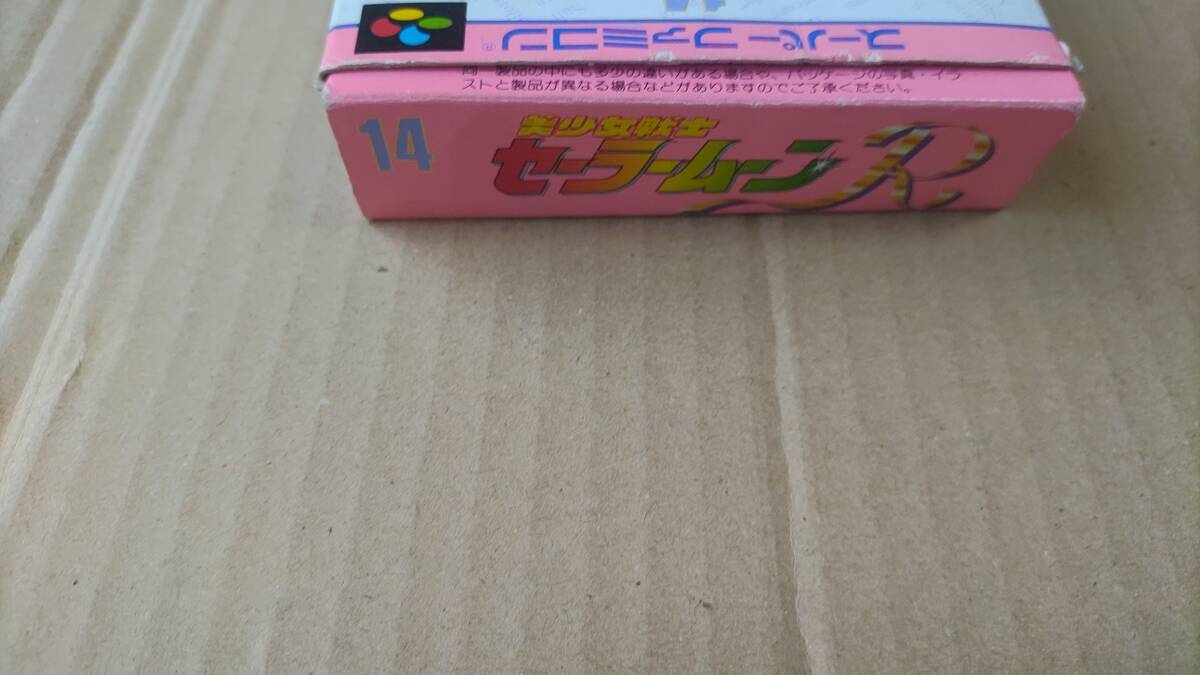 スーパーファミコン®
尚、製品の中にも多少の違いがある場合や、パッケージの写真・イラ
ストと製品が異なる場合などがありますのでご了承ください。
14
美少女戦士
セーラームーン R